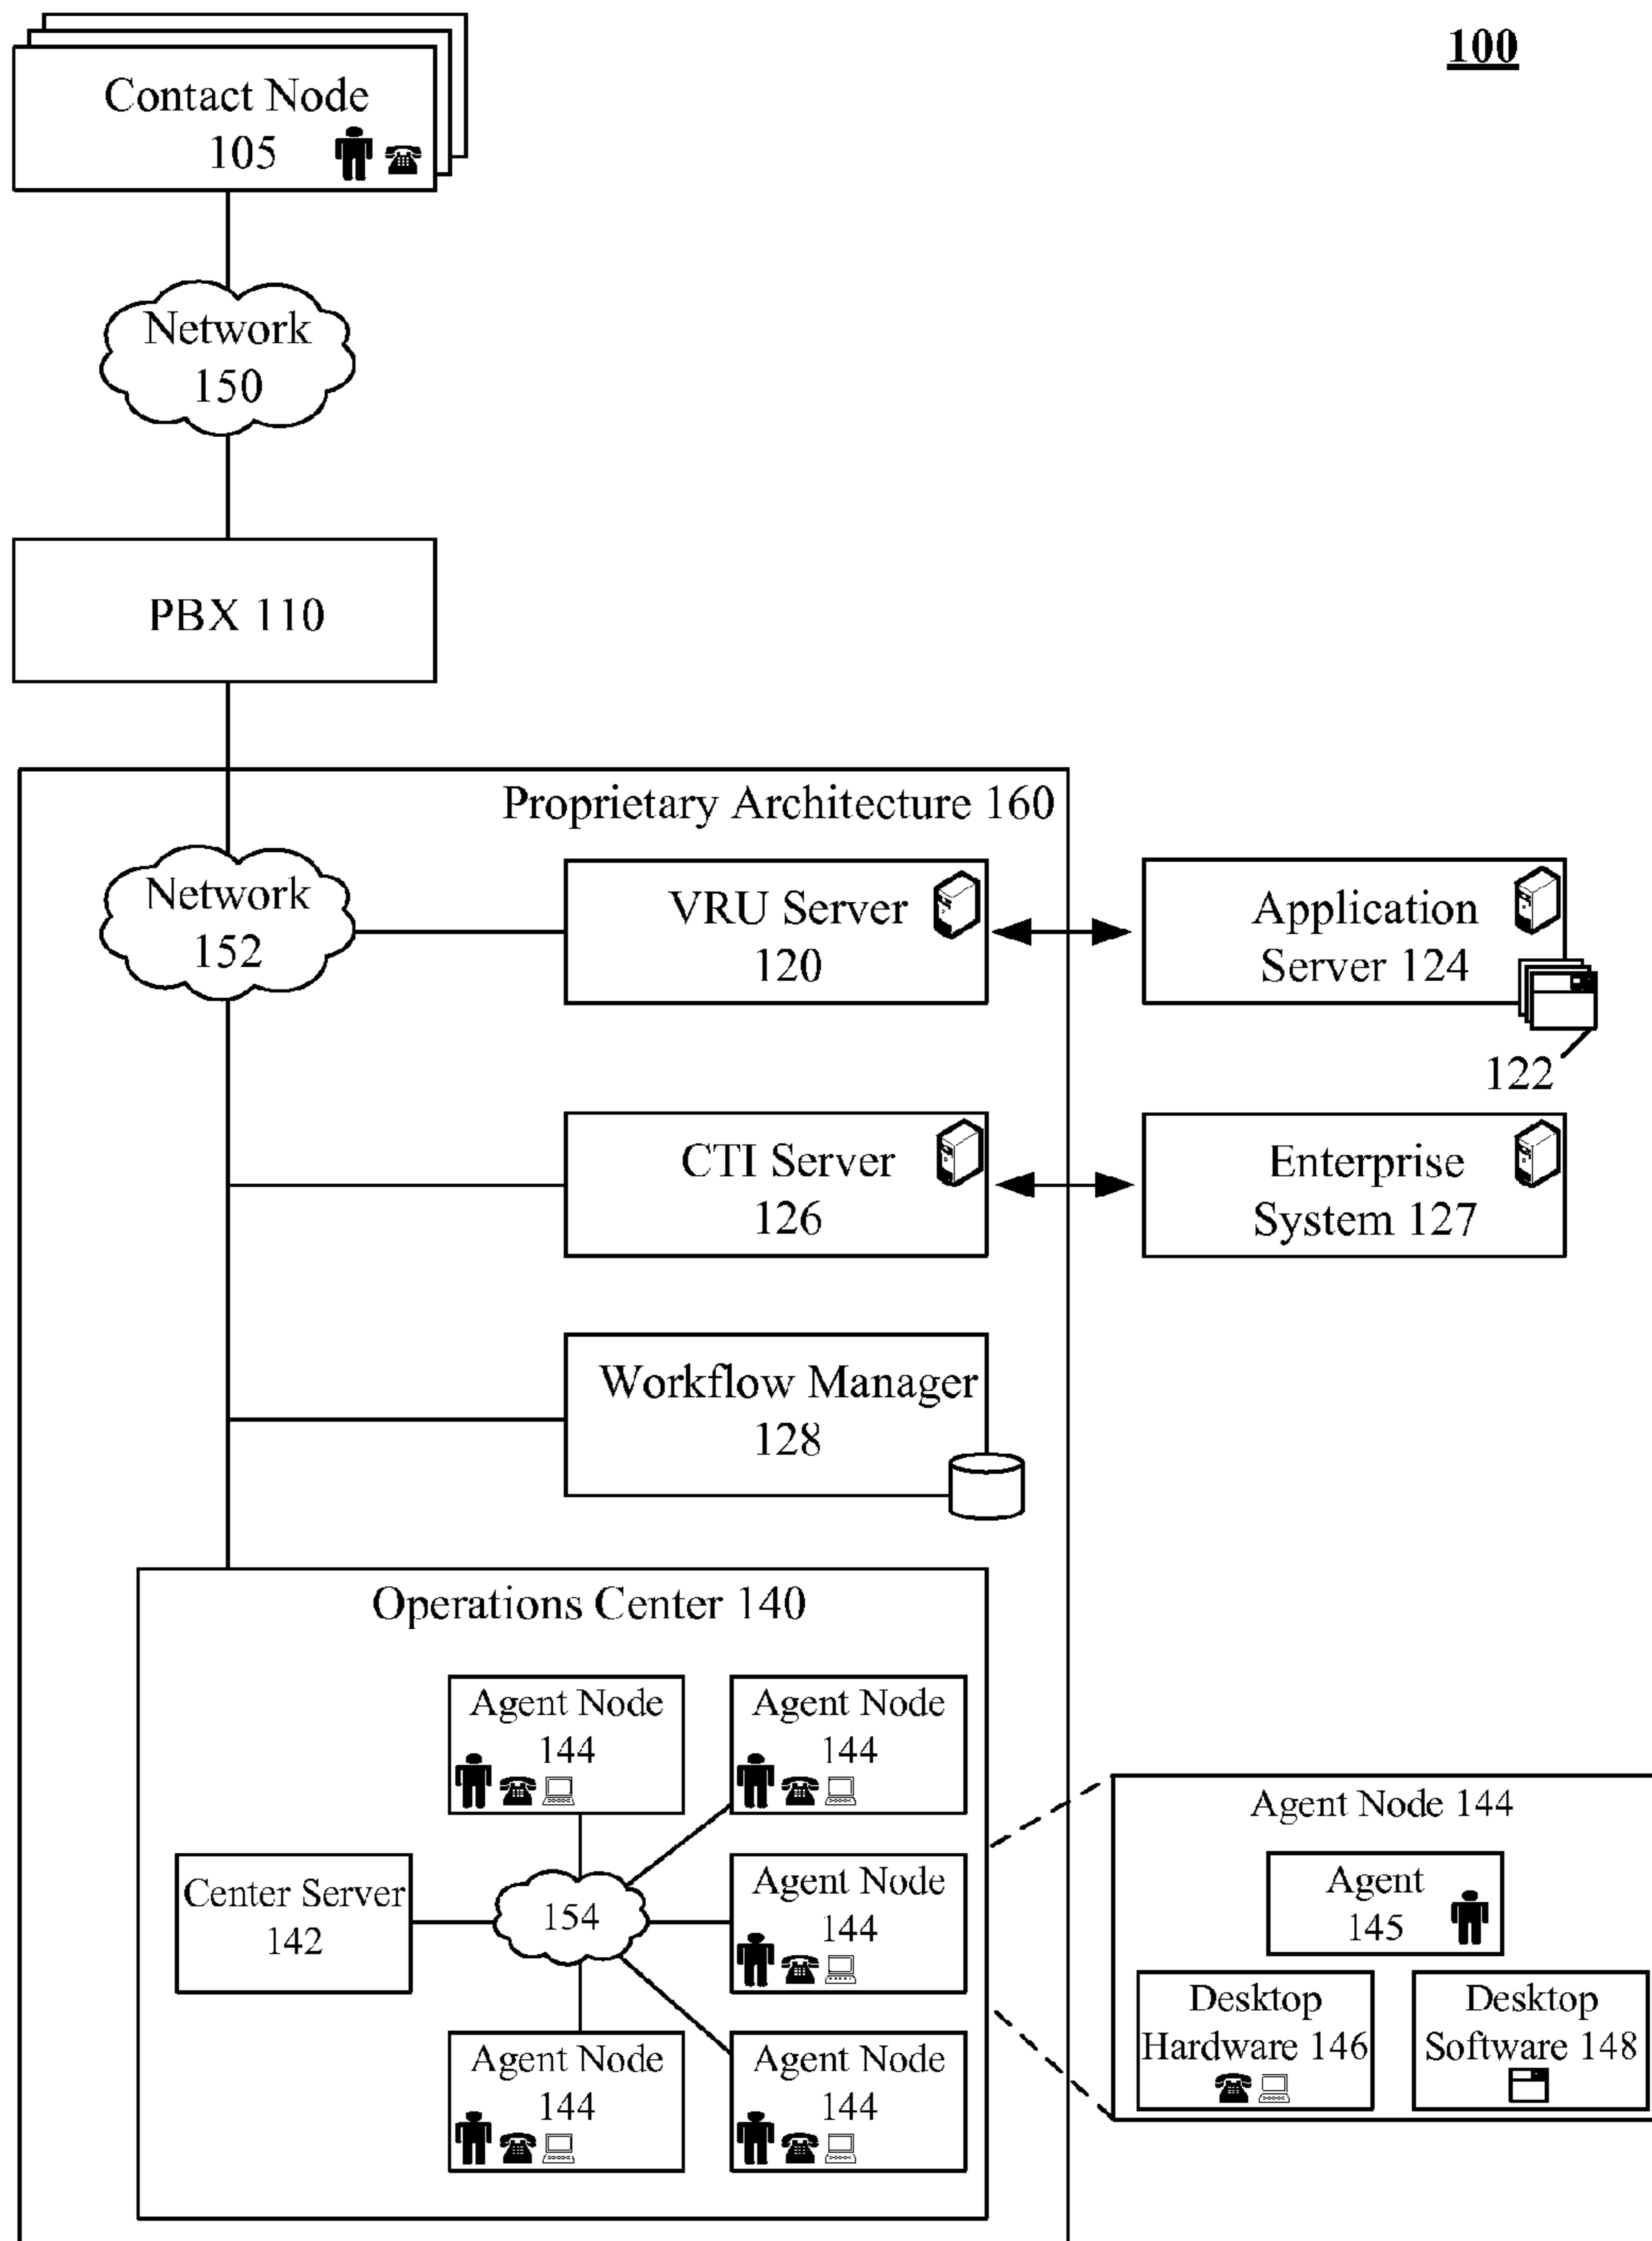 100
Contact Node
105
Network
150
PBX 110
Proprietary Architecture 160
Network
152
VRU Server
120
Application
Server 124
122
CTI Server
126
Enterprise
System 127
Workflow Manager
128
Operations Center 140
Agent Node
144
Agent Node
144
Center Server
142
154
Agent Node
144
Agent Node
144
Agent Node
144
Agent Node 144
Agent
145
Desktop
Hardware 146
Desktop
Software 148